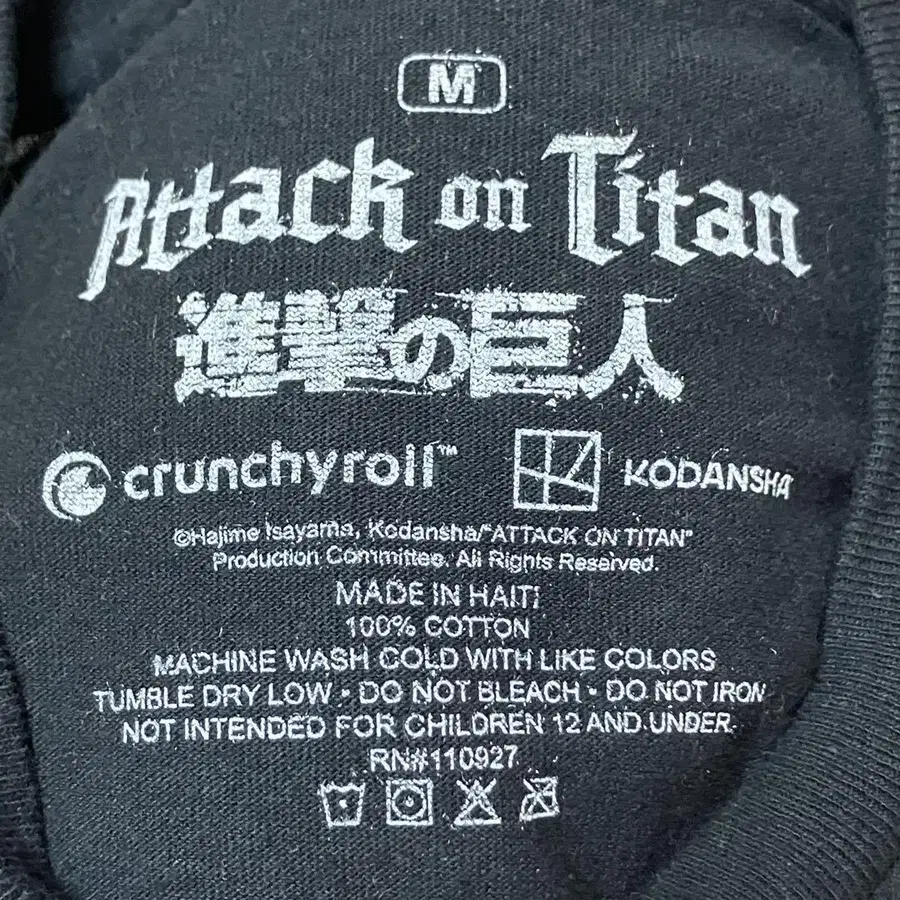 M
Attack on Titan
進撃の巨人
crunchyroll™ KODANSHA
©Hajime Isayama, Kodansha/"ATTACK ON TITAN"
Production Committee. All Rights Reserved.
MADE IN HAITI
100% COTTON
MACHINE WASH COLD WITH LIKE COLORS
TUMBLE DRY LOW • DO NOT BLEACH • DO NOT IRON
NOT INTENDED FOR CHILDREN 12 AND UNDER.
RN#110927